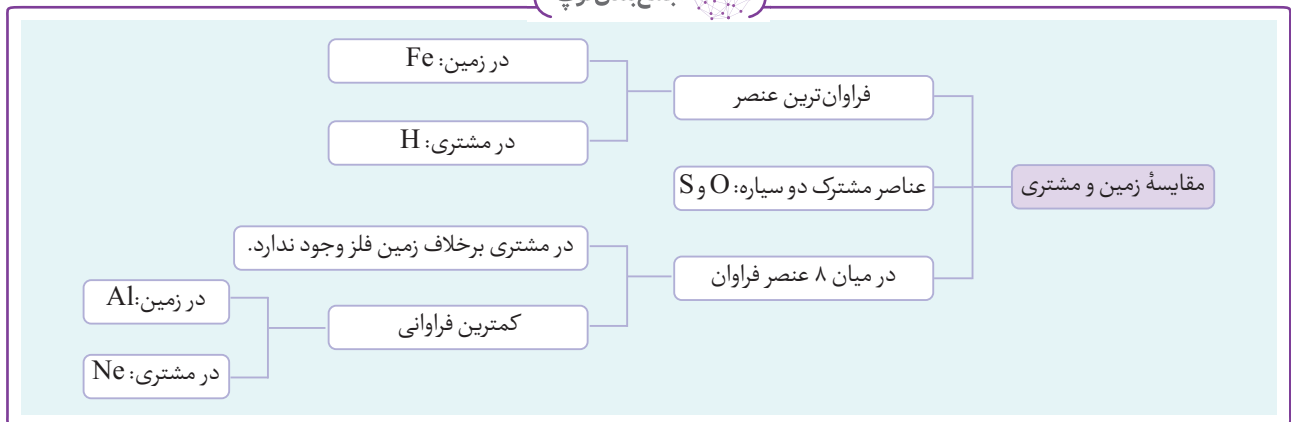 مقایسهٔ زمین و مشتری
فراوان‌ترین عنصر
در زمین: Fe
در مشتری: H
عناصر مشترک دو سیاره: O و S
در میان ۸ عنصر فراوان
در مشتری برخلاف زمین فلز وجود ندارد.
کمترین فراوانی
در زمین:Al
در مشتری: Ne